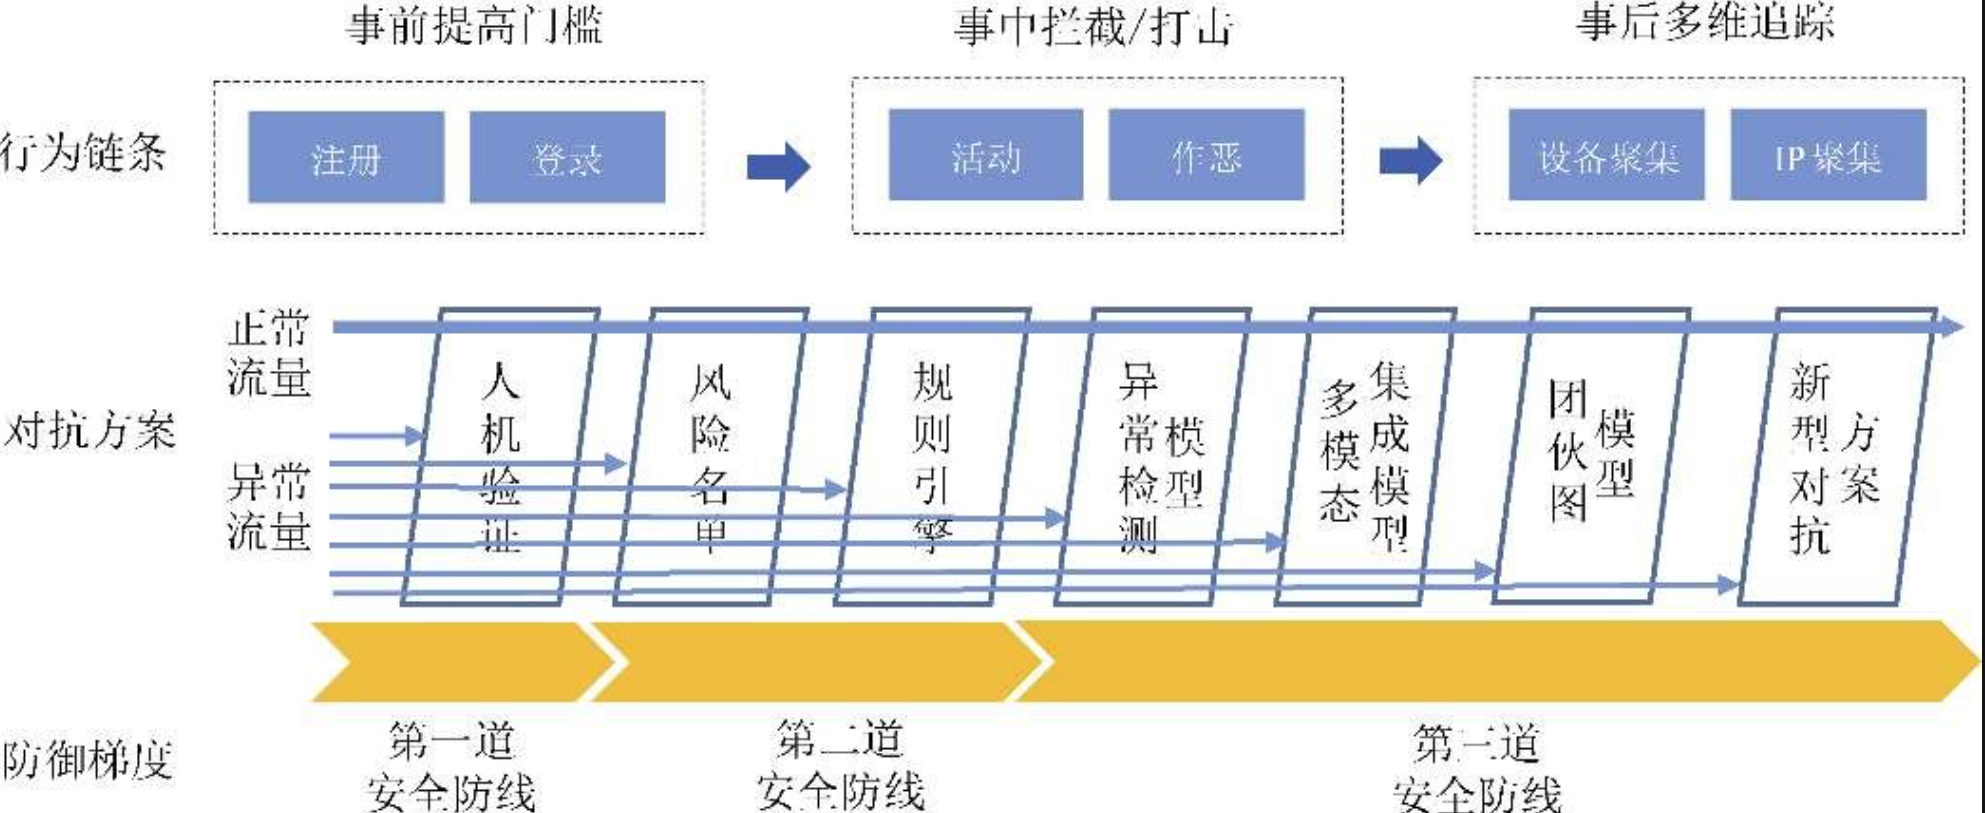 事前提高门槛
事中拦截/打击
事后多维追踪
行为链条
注册
登录
活动
作恶
设备聚集
IP聚集
对抗方案
正常
流量
异常
流量
人机验证
风险名单
规则引擎
异常检测
模型
多模态
集成模型
团伙图
模型
新型对抗
方案
防御梯度
第一道
安全防线
第二道
安全防线
第三道
安全防线